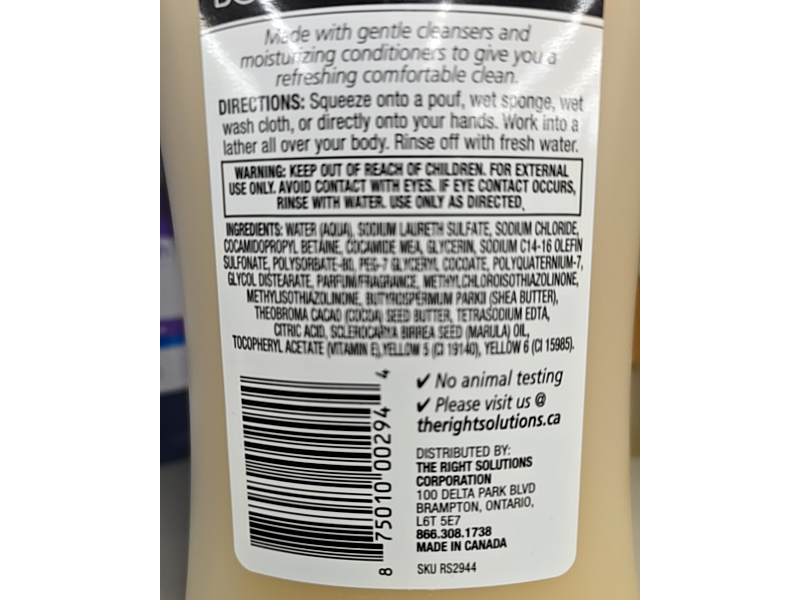 Made with gentle cleansers and
moisturizing conditioners to give you a
refreshing comfortable clean.
DIRECTIONS: Squeeze onto a pouf, wet sponge, wet
wash cloth, or directly onto your hands. Work into a
lather all over your body. Rinse off with fresh water.
WARNING: KEEP OUT OF REACH OF CHILDREN. FOR EXTERNAL
USE ONLY. AVOID CONTACT WITH EYES. IF EYE CONTACT OCCURS,
RINSE WITH WATER. USE ONLY AS DIRECTED.
INGREDIENTS: WATER (AQUA), SODIUM LAURETH SULFATE, SODIUM CHLORIDE,
COCAMIDOPROPYL BETAINE, COCAMIDE MEA, GLYCERIN, SODIUM C14-16 OLEFIN
SULFONATE, POLYSORBATE-80, PEG-7 GLYCERYL COCOATE, POLYQUATERNIUM-7,
GLYCOL DISTEARATE, PARFUM/FRAGRANCE, METHYLCHLOROISOTHIAZOLINONE,
METHYLISOTHIAZOLINONE, BUTYROSPERMUM PARKII (SHEA BUTTER),
THEOBROMA CACAO (COCOA) SEED BUTTER, TETRASODIUM EDTA,
CITRIC ACID, SCLEROCARYA BIRREA SEED (MARULA) OIL,
TOCOPHERYL ACETATE (VITAMIN E), YELLOW 5 (CI 19140), YELLOW 6 (CI 15985).
8 75010 00294 4
✔ No animal testing
✔ Please visit us @
therightsolutions.ca
DISTRIBUTED BY:
THE RIGHT SOLUTIONS
CORPORATION
100 DELTA PARK BLVD
BRAMPTON, ONTARIO,
L6T 5E7
866.308.1738
MADE IN CANADA
SKU RS2944